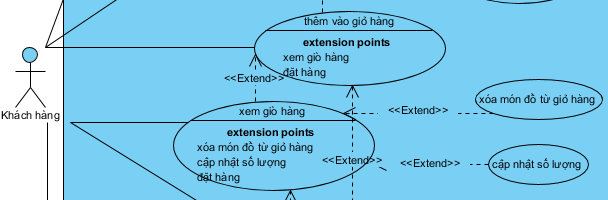 thêm vào giỏ hàng
extension points
xem giò hàng
đặt hàng
<<Extend>>
Khách hàng
xem giò hàng
extension points
xóa món đồ từ giỏ hàng
cập nhật số lượng
đặt hàng
<<Extend>>
xóa món đồ từ giỏ hàng
<<Extend>>
<<Extend>>
cập nhật số lượng